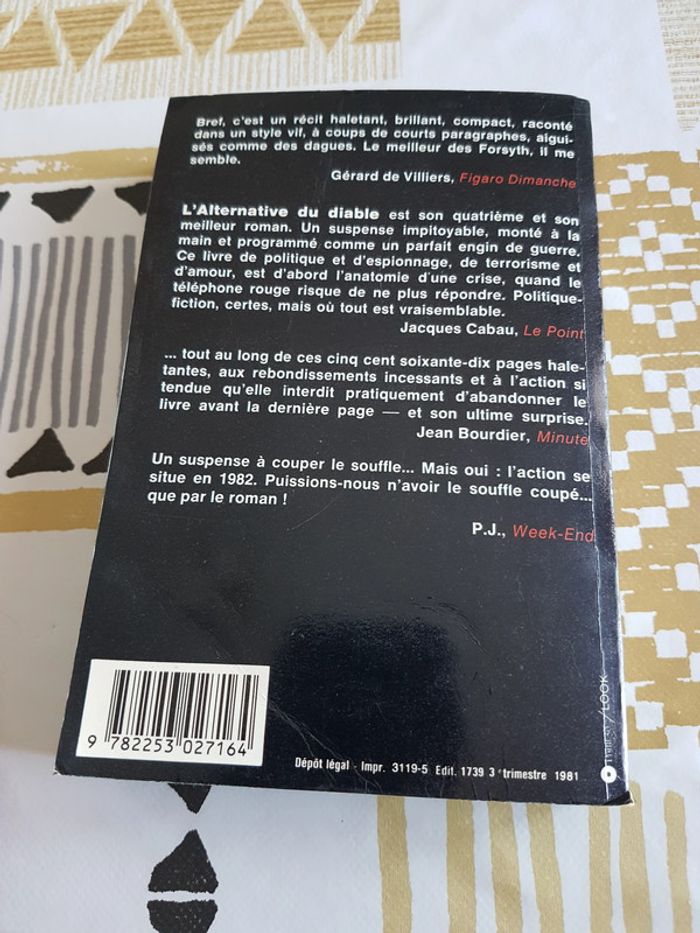 Bref, c'est un récit haletant, brillant, compact, raconté
dans un style vif, à coups de courts paragraphes, aigui-
sés comme des dagues. Le meilleur des Forsyth, il me
semble.
Gérard de Villiers, Figaro Dimanche
L'Alternative du diable est son quatrième et son
meilleur roman. Un suspense impitoyable, monté à la
main et programmé comme un parfait engin de guerre.
Ce livre de politique et d'espionnage, de terrorisme et
d'amour, est d'abord l'anatomie d'une crise, quand le
téléphone rouge risque de ne plus répondre. Politique-
fiction, certes, mais où tout est vraisemblable.
Jacques Cabau, Le Point
... tout au long de ces cinq cent soixante-dix pages hale-
tantes, aux rebondissements incessants et à l'action si
tendue qu'elle interdit pratiquement d'abandonner le
livre avant la dernière page — et son ultime surprise.
Jean Bourdier, Minute
Un suspense à couper le souffle... Mais oui : l'action se
situe en 1982. Puissions-nous n'avoir le souffle coupé...
que par le roman !
P.J., Week-End
9 782253 027164
Dépôt légal - Impr. 3119-5 Edit. 1739 3e trimestre 1981
/LOOK